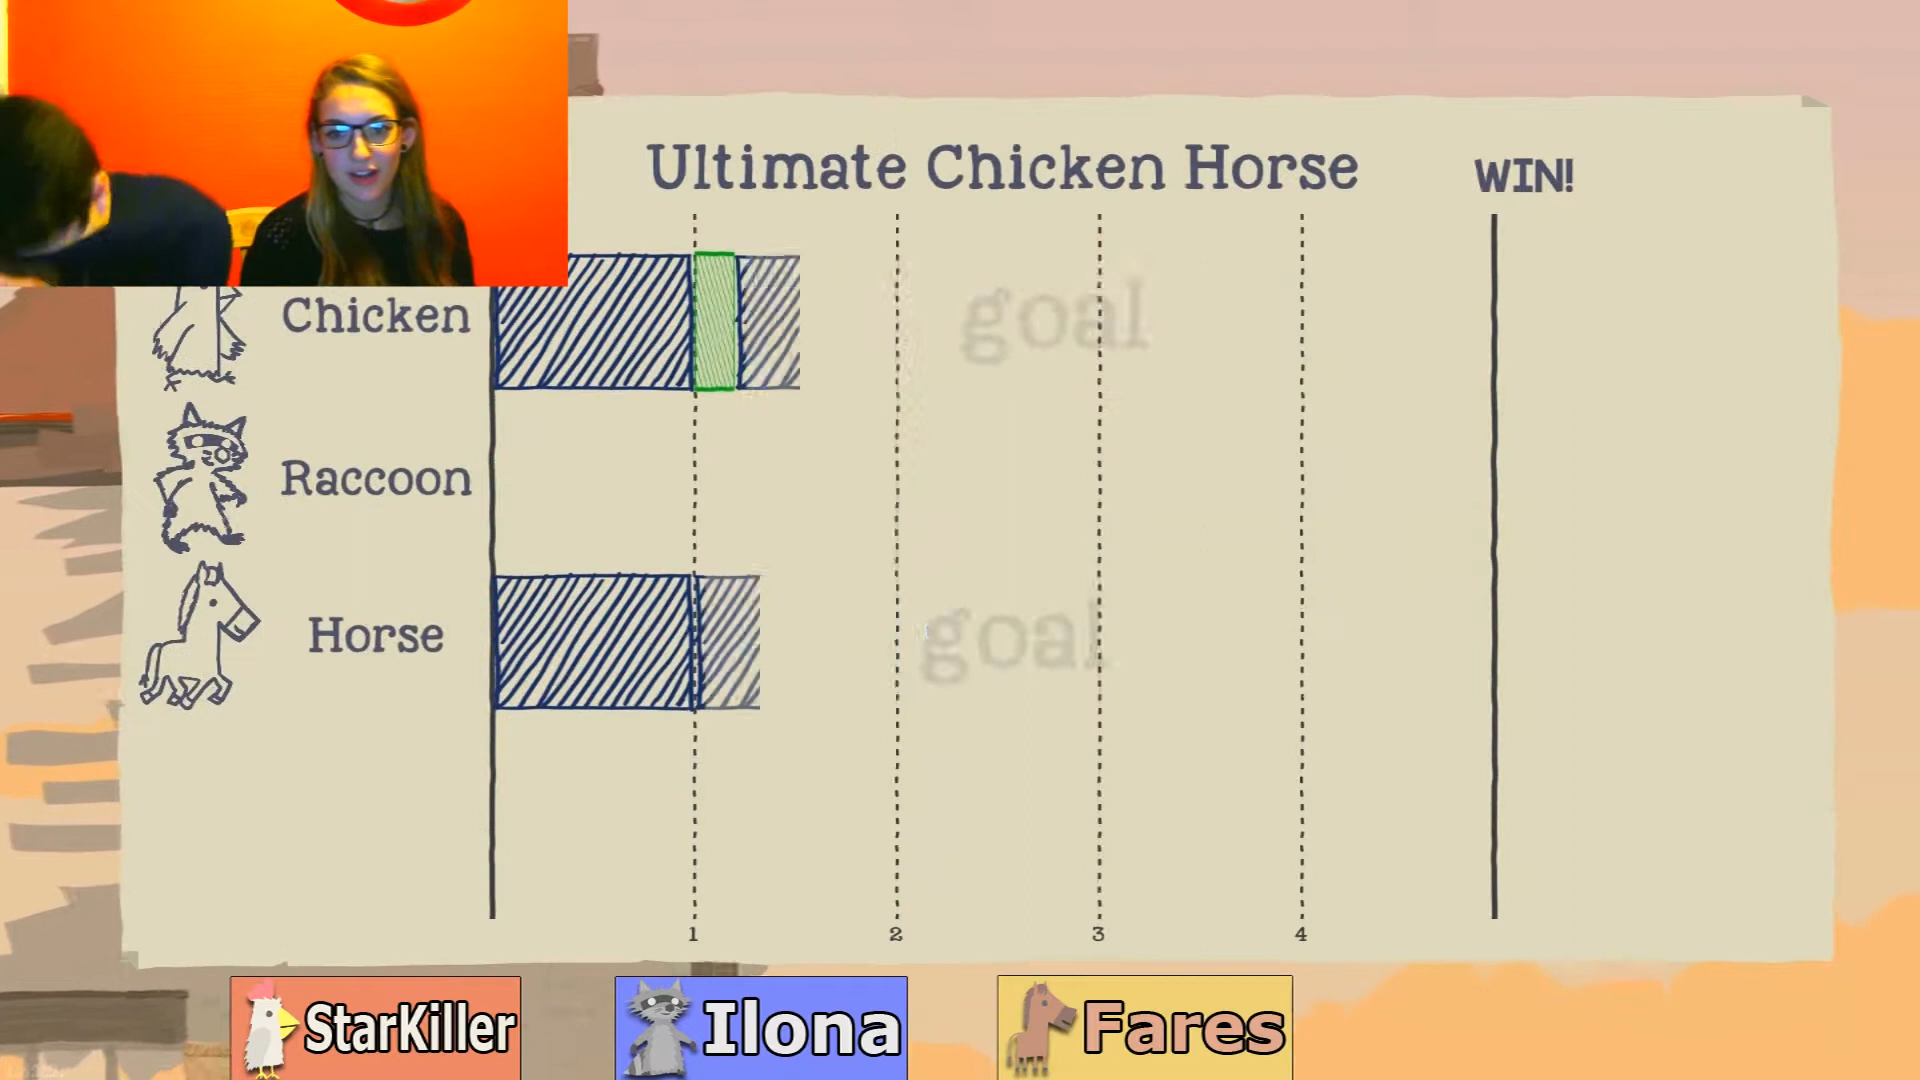 Ultimate Chicken Horse
WIN!
Chicken
goal
Raccoon
Horse
goal
1 2 3 4
StarKiller
Ilona
Fares